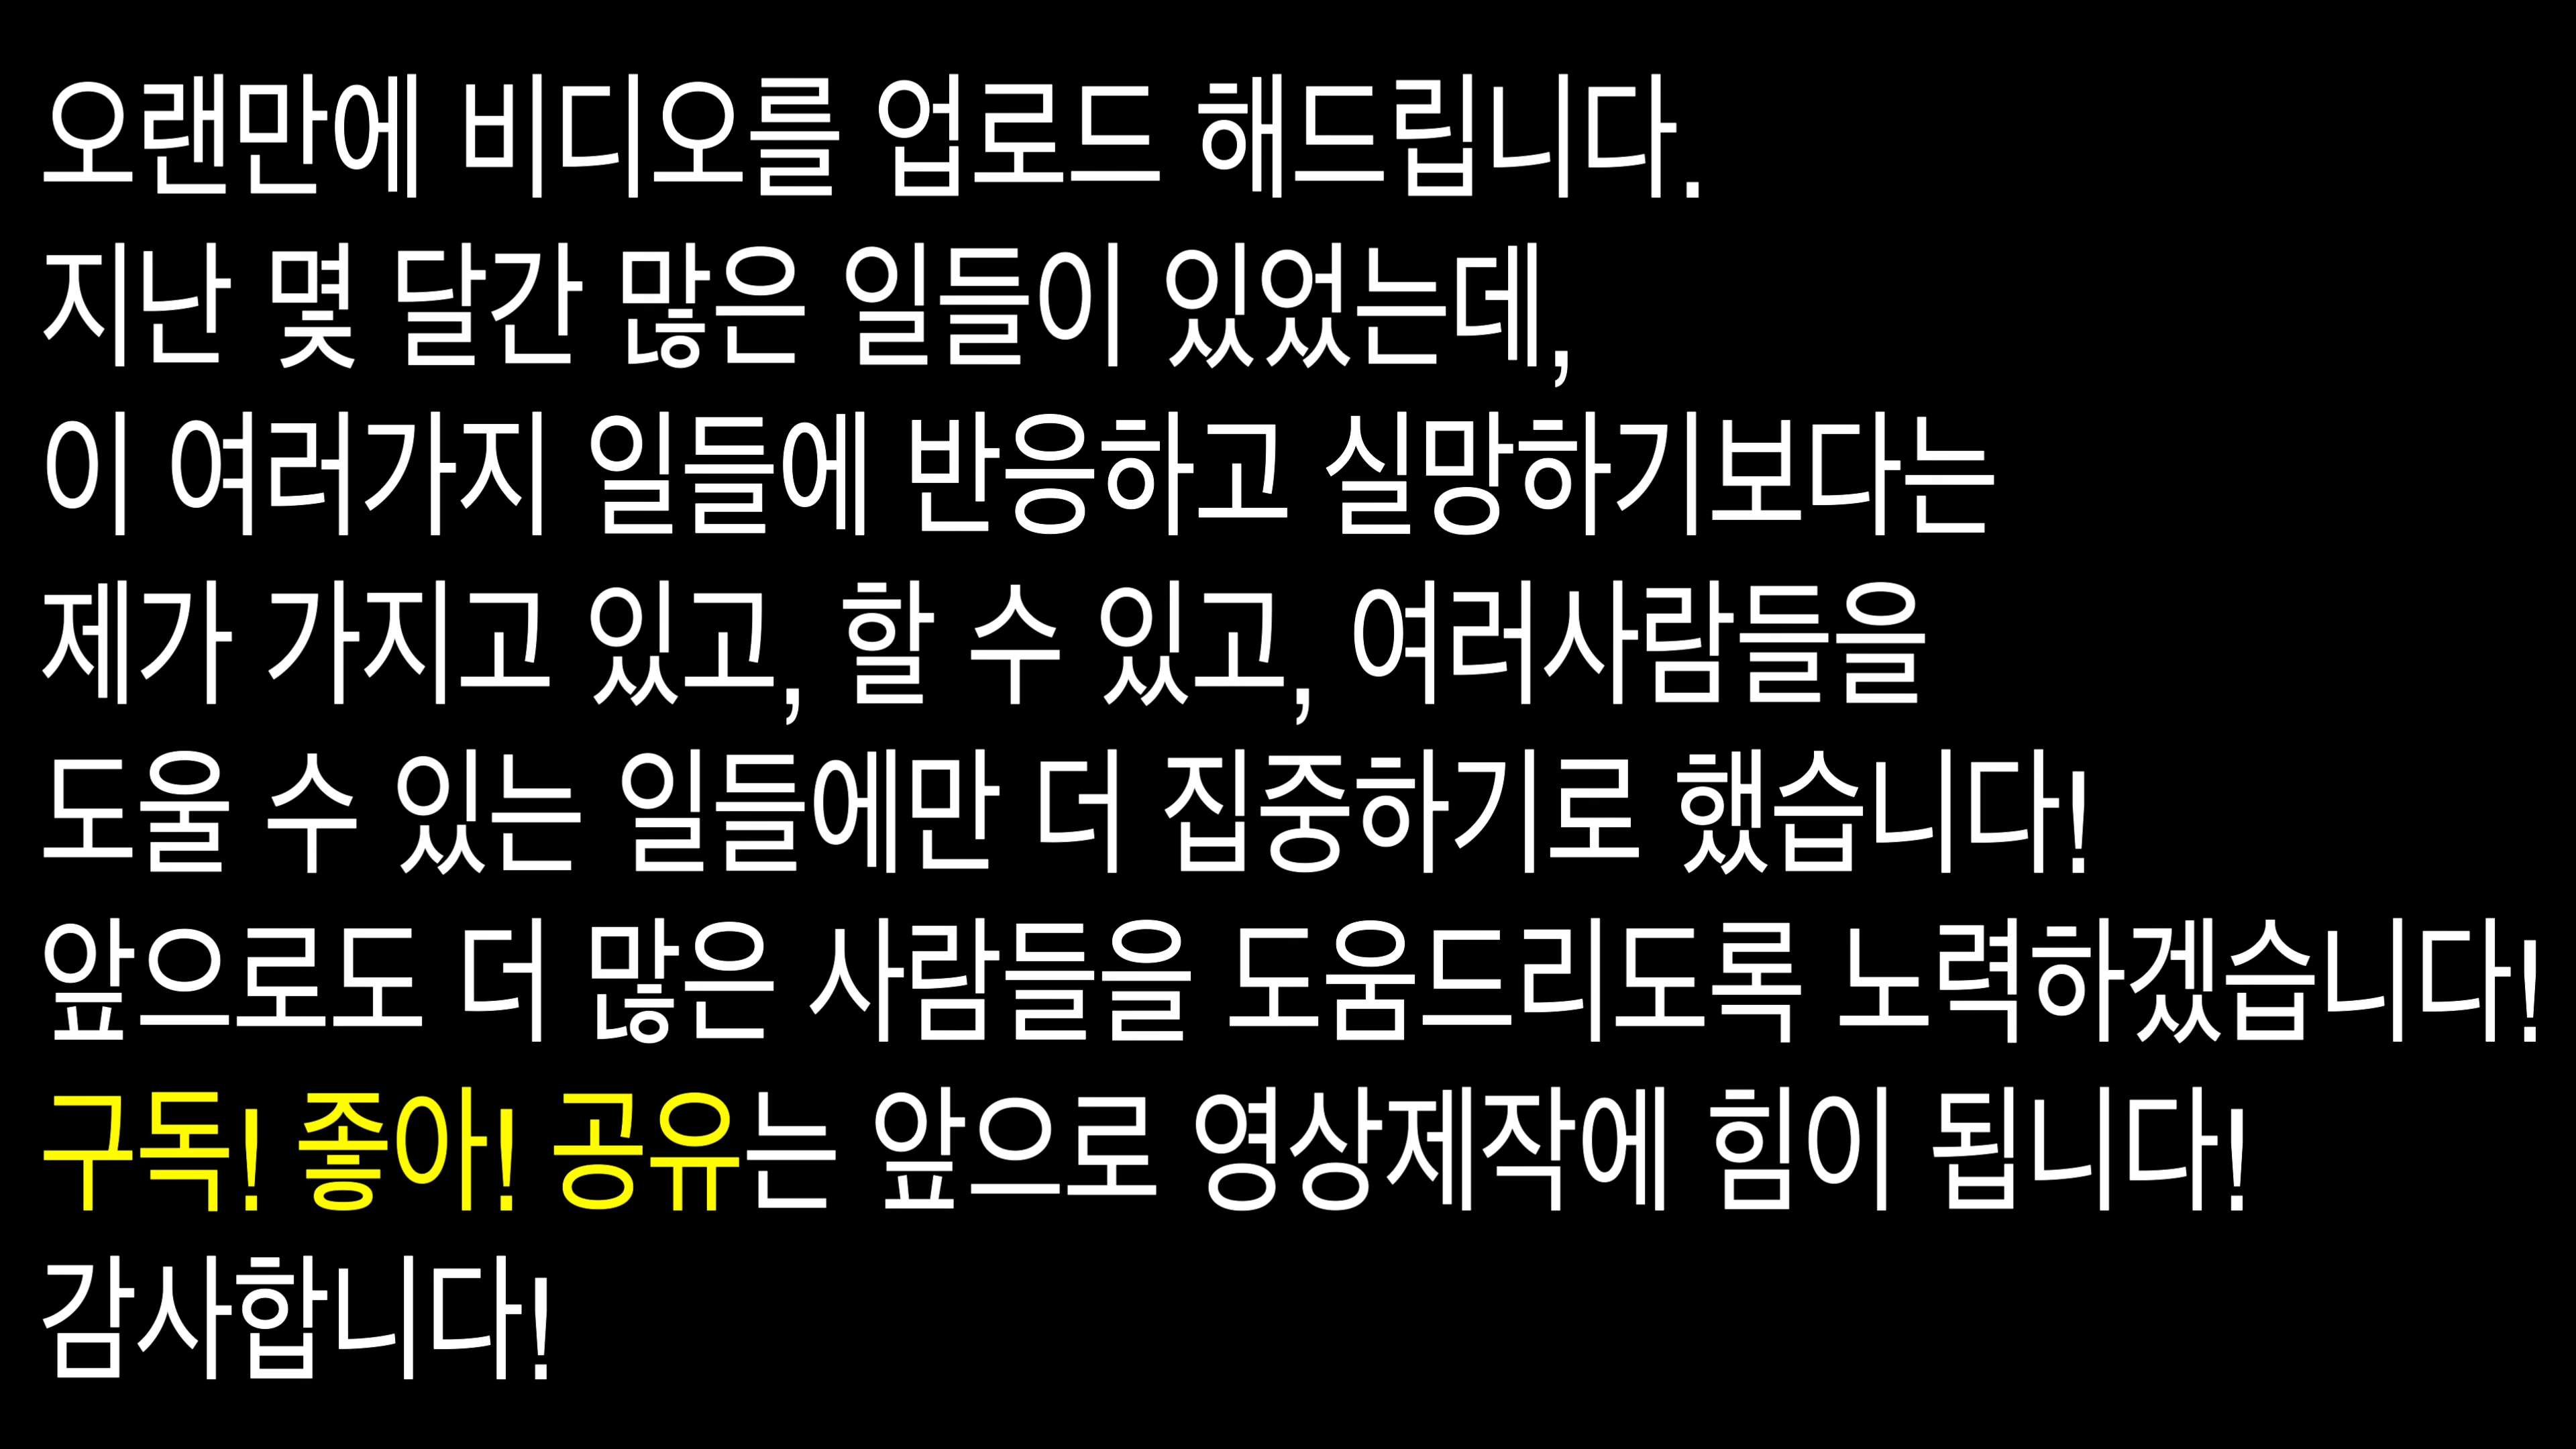 오랜만에 비디오를 업로드 해드립니다.
지난 몇 달간 많은 일들이 있었는데,
이 여러가지 일들에 반응하고 실망하기보다는
제가 가지고 있고, 할 수 있고, 여러사람들을
도울 수 있는 일들에만 더 집중하기로 했습니다!
앞으로도 더 많은 사람들을 도움드리도록 노력하겠습니다!
구독! 좋아! 공유는 앞으로 영상제작에 힘이 됩니다!
감사합니다!